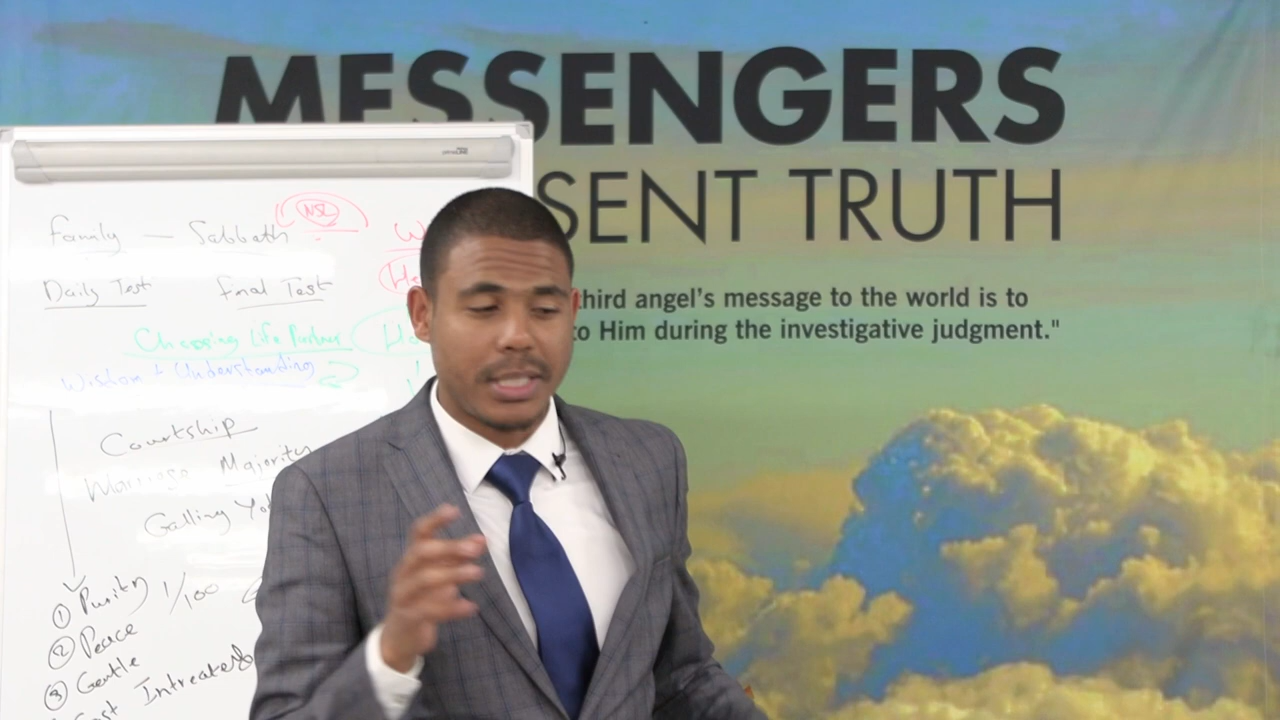 MESSENGERS
SENT TRUTH
third angel's message to the world is to
to Him during the investigative judgment."
Family — Sabbath
NSL
Daily Test Final Test
Choosing Life Partner
Wisdom + Understanding
Courtship
Marriage Majority
Galling Yo
① Purity 1/100
② Peace
③ Gentle
Intreated